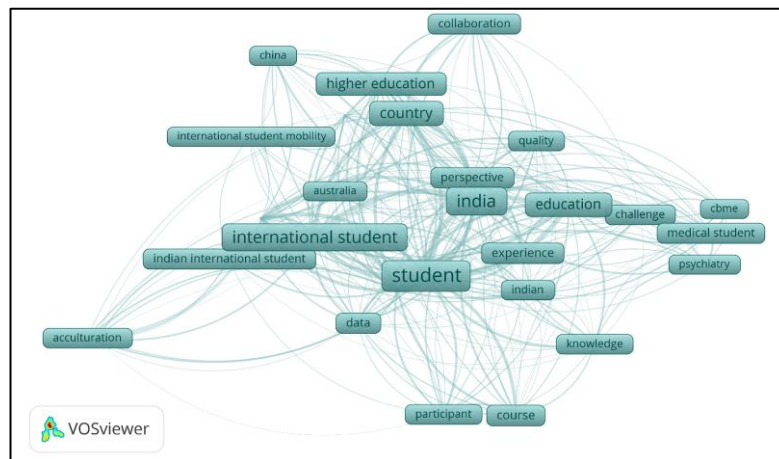 collaboration
china
higher education
country
international student mobility
quality
perspective
australia
india
education
challenge
cbme
medical student
international student
indian international student
experience
psychiatry
student
indian
data
acculturation
knowledge
participant
course
VOSviewer